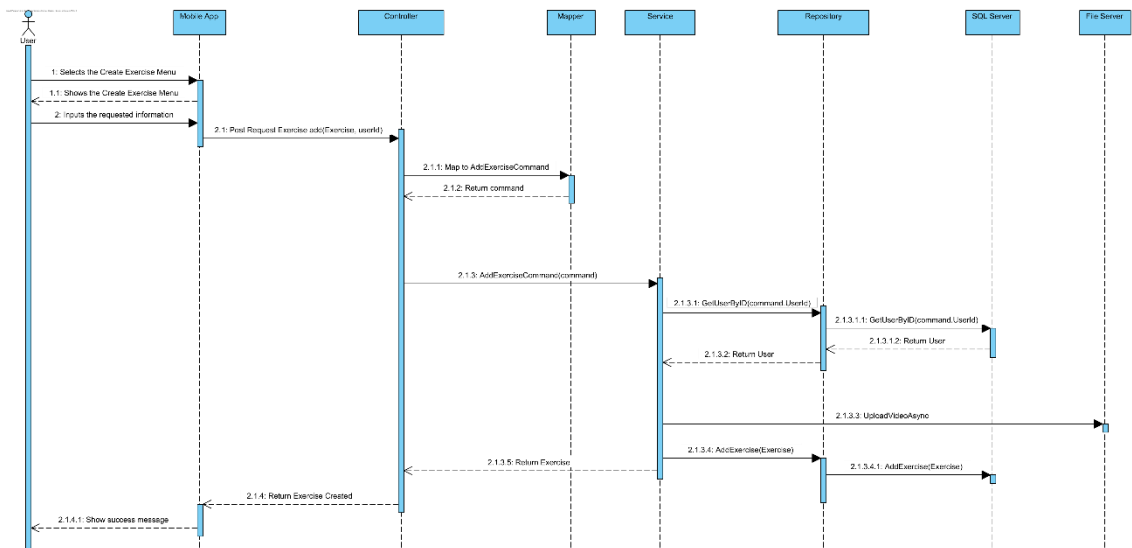 User
Mobile App
Controller
Mapper
Service
Repository
SQL Server
File Server
1: Selects the Create Exercise Menu
1.1: Shows the Create Exercise Menu
2: Inputs the requested information
2.1: Post Request Exercise add(Exercise, userId)
2.1.1: Map to AddExerciseCommand
2.1.2: Return command
2.1.3: AddExerciseCommand(command)
2.1.3.1: GetUserByID(command.UserId)
2.1.3.1.1: GetUserByID(command.UserId)
2.1.3.1.2: Return User
2.1.3.2: Return User
2.1.3.3: UploadVideoAsync
2.1.3.4: AddExercise(Exercise)
2.1.3.5: Return Exercise
2.1.3.4.1: AddExercise(Exercise)
2.1.4: Return Exercise Created
2.1.4.1: Show success message